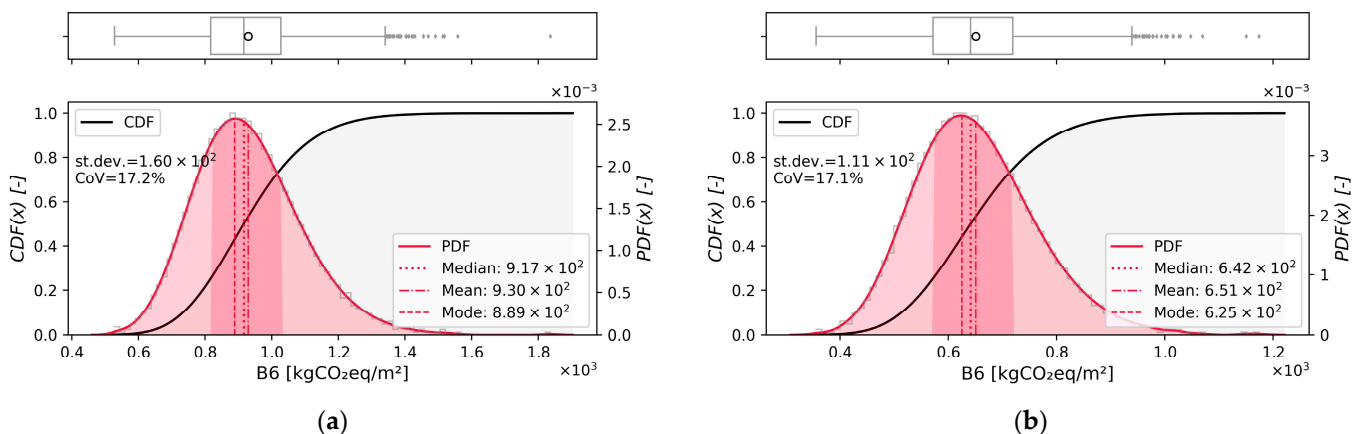 ×10⁻³
1.0
0.8
0.6
0.4
0.2
0.0
CDF(x) [-]
CDF
st.dev.=1.60 × 10²
CoV=17.2%
2.5
2.0
1.5
1.0
0.5
0.0
PDF(x) [-]
PDF
Median: 9.17 × 10²
Mean: 9.30 × 10²
Mode: 8.89 × 10²
0.4 0.6 0.8 1.0 1.2 1.4 1.6 1.8
B6 [kgCO₂eq/m²]
×10³
(a)
×10⁻³
1.0
0.8
0.6
0.4
0.2
0.0
CDF(x) [-]
CDF
st.dev.=1.11 × 10²
CoV=17.1%
3
2
1
0
PDF(x) [-]
PDF
Median: 6.42 × 10²
Mean: 6.51 × 10²
Mode: 6.25 × 10²
0.4 0.6 0.8 1.0 1.2
B6 [kgCO₂eq/m²]
×10³
(b)